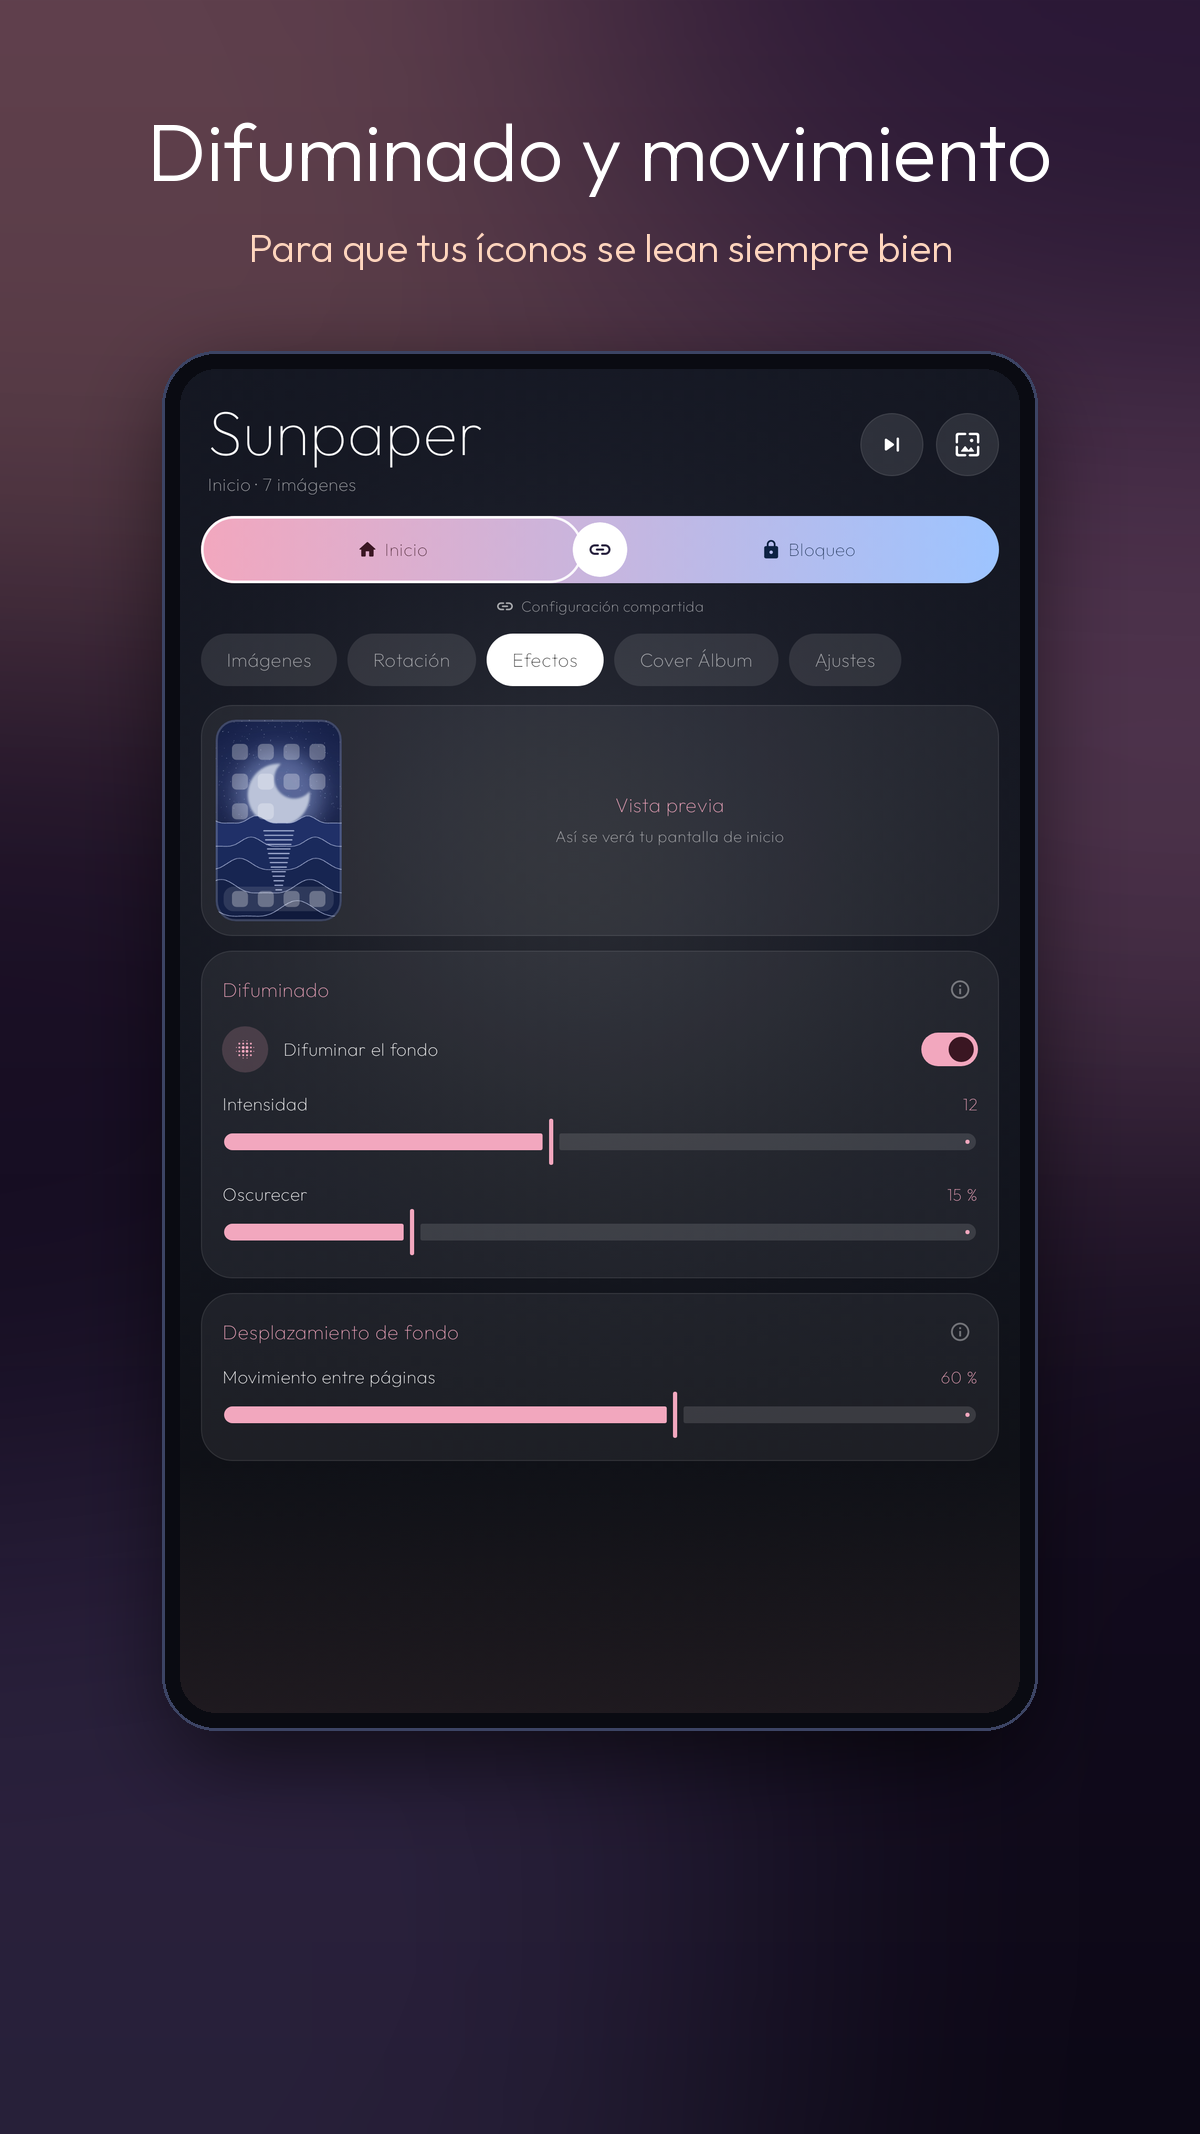 Difuminado y movimiento
Para que tus íconos se lean siempre bien
Sunpaper
Inicio · 7 imágenes
Inicio
Bloqueo
Configuración compartida
Imágenes
Rotación
Efectos
Cover Álbum
Ajustes
Vista previa
Así se verá tu pantalla de inicio
Difuminado
Difuminar el fondo
Intensidad
12
Oscurecer
15 %
Desplazamiento de fondo
Movimiento entre páginas
60 %